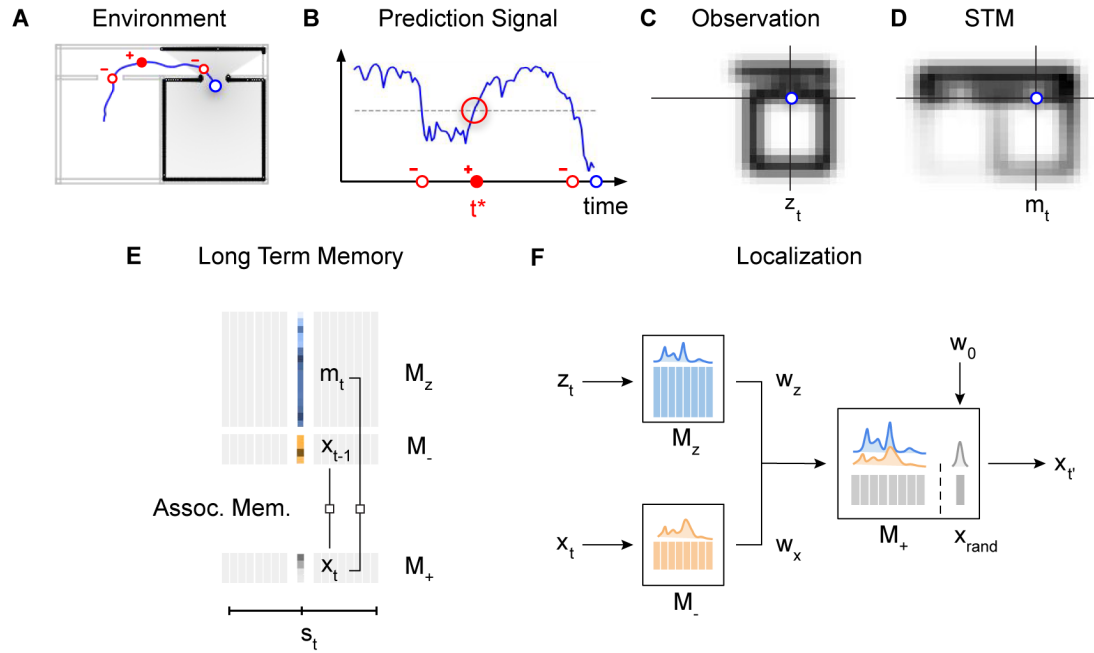 A Environment
B Prediction Signal
C Observation
D STM
+
−
−
−
+
−
t*
time
z_t
m_t
E Long Term Memory
m_t
M_z
x_{t-1}
M_-
Assoc. Mem.
x_t
M_+
s_t
F Localization
z_t
M_z
w_z
w_0
x_t
M_-
w_x
M_+
x_rand
x_{t'}